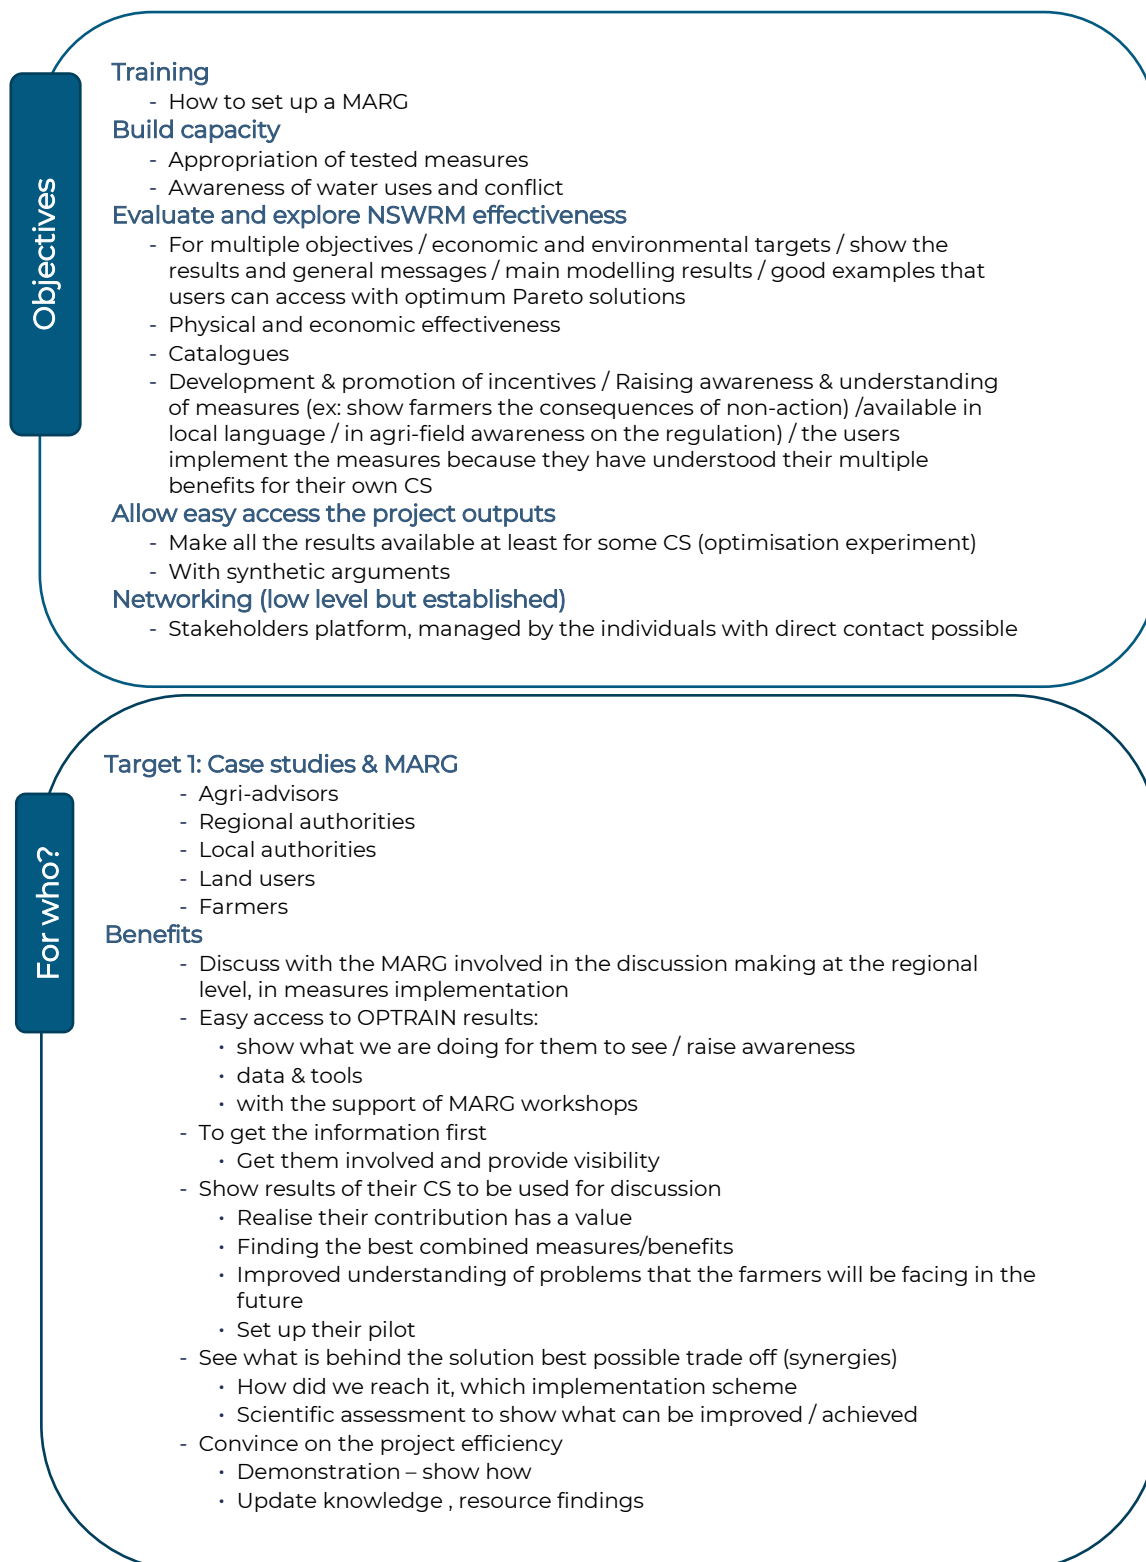 Objectives
Training
- How to set up a MARG
Build capacity
- Appropriation of tested measures
- Awareness of water uses and conflict
Evaluate and explore NSWRM effectiveness
- For multiple objectives / economic and environmental targets / show the
results and general messages / main modelling results / good examples that
users can access with optimum Pareto solutions
- Physical and economic effectiveness
- Catalogues
- Development & promotion of incentives / Raising awareness & understanding
of measures (ex: show farmers the consequences of non-action) /available in
local language / in agri-field awareness on the regulation) / the users
implement the measures because they have understood their multiple
benefits for their own CS
Allow easy access the project outputs
- Make all the results available at least for some CS (optimisation experiment)
- With synthetic arguments
Networking (low level but established)
- Stakeholders platform, managed by the individuals with direct contact possible
For who?
Target 1: Case studies & MARG
- Agri-advisors
- Regional authorities
- Local authorities
- Land users
- Farmers
Benefits
- Discuss with the MARG involved in the discussion making at the regional
level, in measures implementation
- Easy access to OPTRAIN results:
• show what we are doing for them to see / raise awareness
• data & tools
• with the support of MARG workshops
- To get the information first
• Get them involved and provide visibility
- Show results of their CS to be used for discussion
• Realise their contribution has a value
• Finding the best combined measures/benefits
• Improved understanding of problems that the farmers will be facing in the
future
• Set up their pilot
- See what is behind the solution best possible trade off (synergies)
• How did we reach it, which implementation scheme
• Scientific assessment to show what can be improved / achieved
- Convince on the project efficiency
• Demonstration – show how
• Update knowledge , resource findings